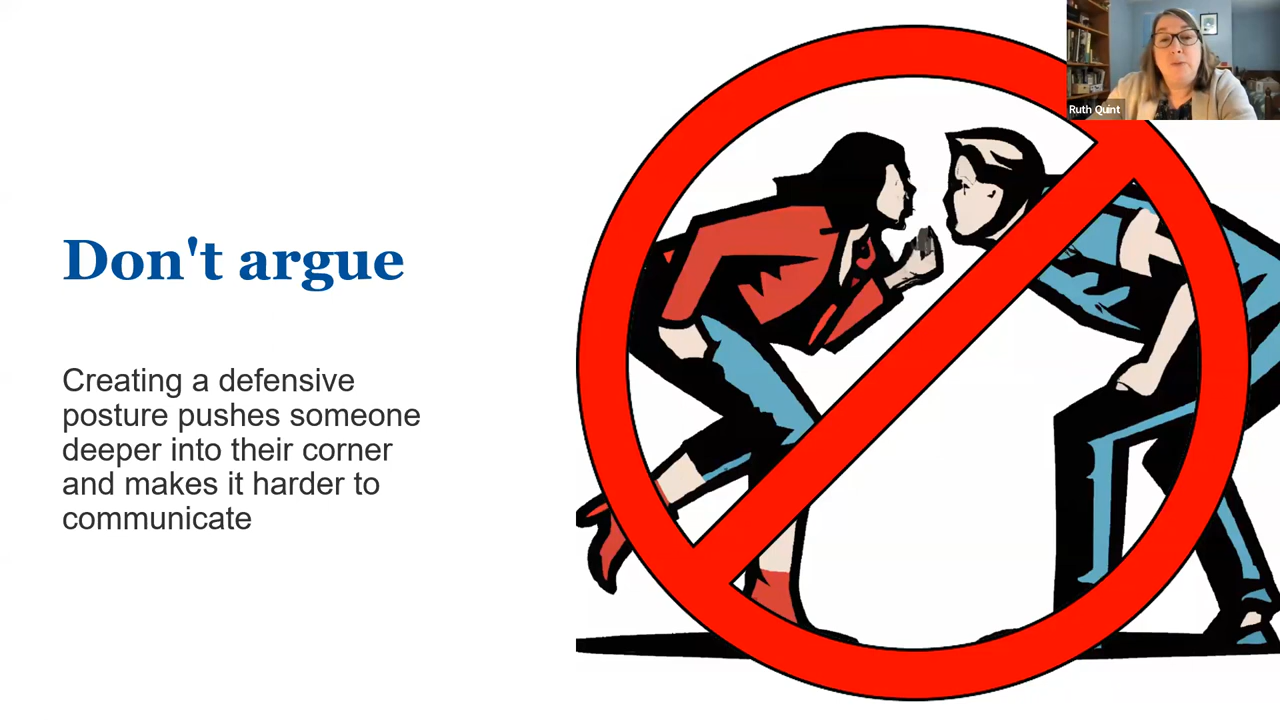 Ruth Quint
Don't argue
Creating a defensive
posture pushes someone
deeper into their corner
and makes it harder to
communicate